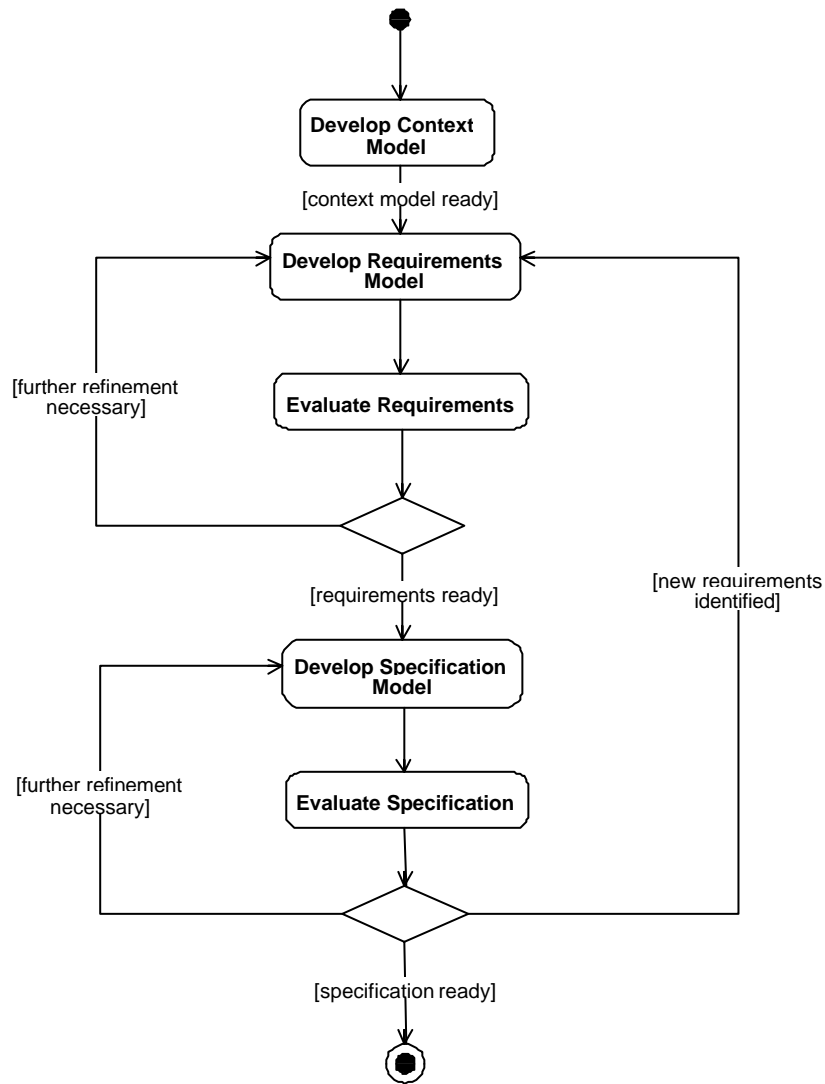 Develop Context
Model
[context model ready]
Develop Requirements
Model
[further refinement
necessary]
Evaluate Requirements
[requirements ready]
[new requirements
identified]
Develop Specification
Model
[further refinement
necessary]
Evaluate Specification
[specification ready]